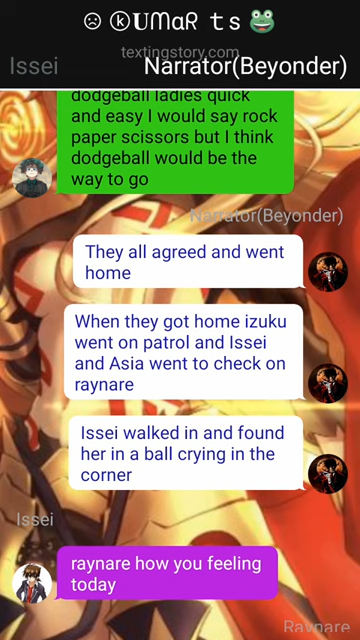 ☹ ⓚ𝐔ᗰᗩᖇ ｔｓ🐸
textingstory.com
Issei Narrator(Beyonder)
dodgeball ladies quick
and easy I would say rock
paper scissors but I think
dodgeball would be the
way to go
Narrator(Beyonder)
They all agreed and went
home
When they got home izuku
went on patrol and Issei
and Asia went to check on
raynare
Issei walked in and found
her in a ball crying in the
corner
Issei
raynare how you feeling
today
Raynare